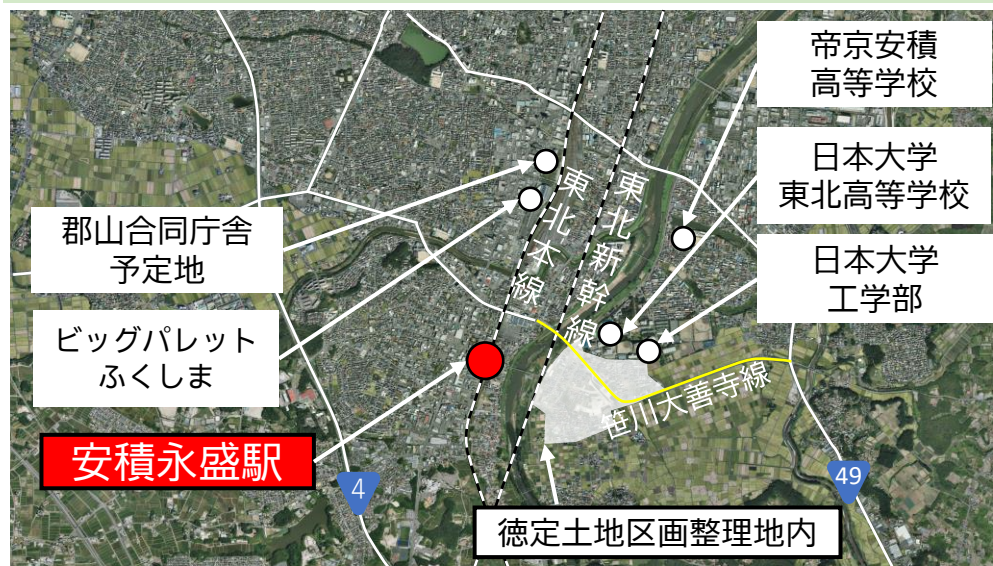 帝京安積
高等学校
日本大学
東北高等学校
日本大学
工学部
郡山合同庁舎
予定地
ビッグパレット
ふくしま
安積永盛駅
東北本線
東北新幹線
笹川大善寺線
4
49
徳定土地区画整理地内